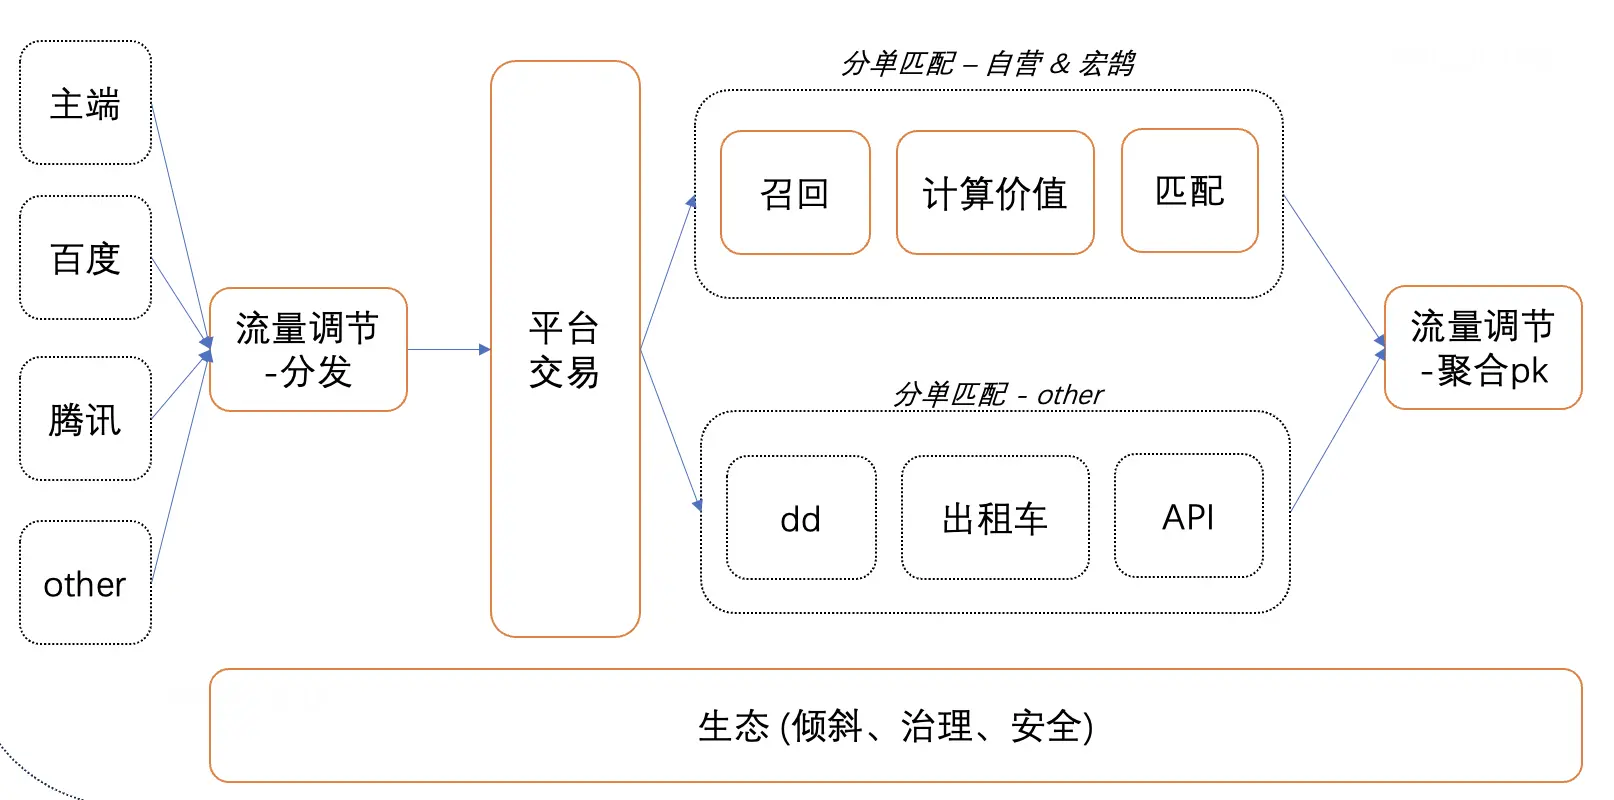 主端
百度
腾讯
other
流量调节
-分发
平台
交易
分单匹配 – 自营 & 宏鹄
召回
计算价值
匹配
分单匹配 - other
dd
出租车
API
流量调节
-聚合pk
生态 (倾斜、治理、安全)